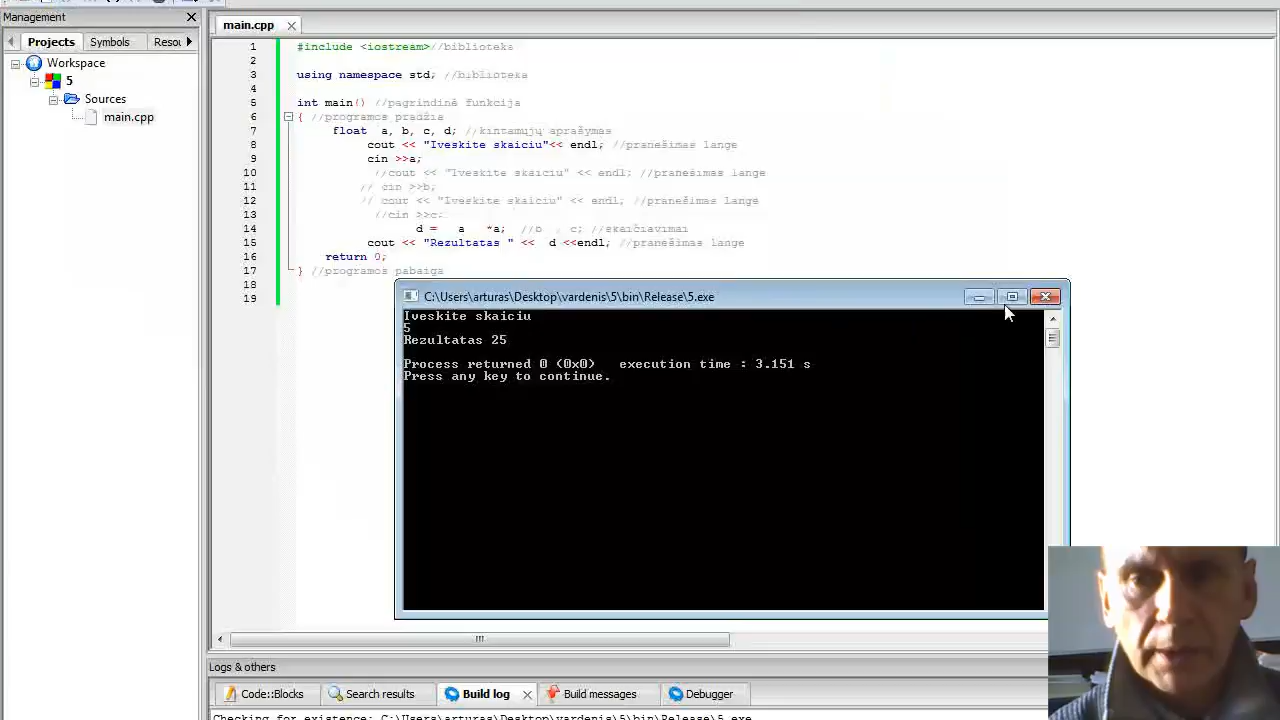 Management
main.cpp
Projects
Symbols
Resou
Workspace
5
Sources
main.cpp
1 #include <iostream>//biblioteka
2
3 using namespace std; //biblioteka
4
5 int main() //pagrindinė funkcija
6 { //programos pradžia
7 float a, b, c, d; //kintamųjų aprašymas
8 cout << "Iveskite skaiciu"<< endl; //pranešimas lange
9 cin >>a;
10 //cout << "Iveskite skaiciu" << endl; //pranešimas lange
11 // cin >>b;
12 // cout << "Iveskite skaiciu" << endl; //pranešimas lange
13 //cin >>c;
14 d = a *a; //b . c; //skaičiavimai
15 cout << "Rezultatas " << d <<endl; //pranešimas lange
16 return 0;
17 } //programos pabaiga
18
19
C:\Users\arturas\Desktop\vardenis\5\bin\Release\5.exe
Iveskite skaiciu
5
Rezultatas 25
Process returned 0 (0x0) execution time : 3.151 s
Press any key to continue.
Logs & others
Code::Blocks
Search results
Build log
Build messages
Debugger
Checking for existence: C:\Users\arturas\Desktop\vardenis\5\bin\Release\5.exe